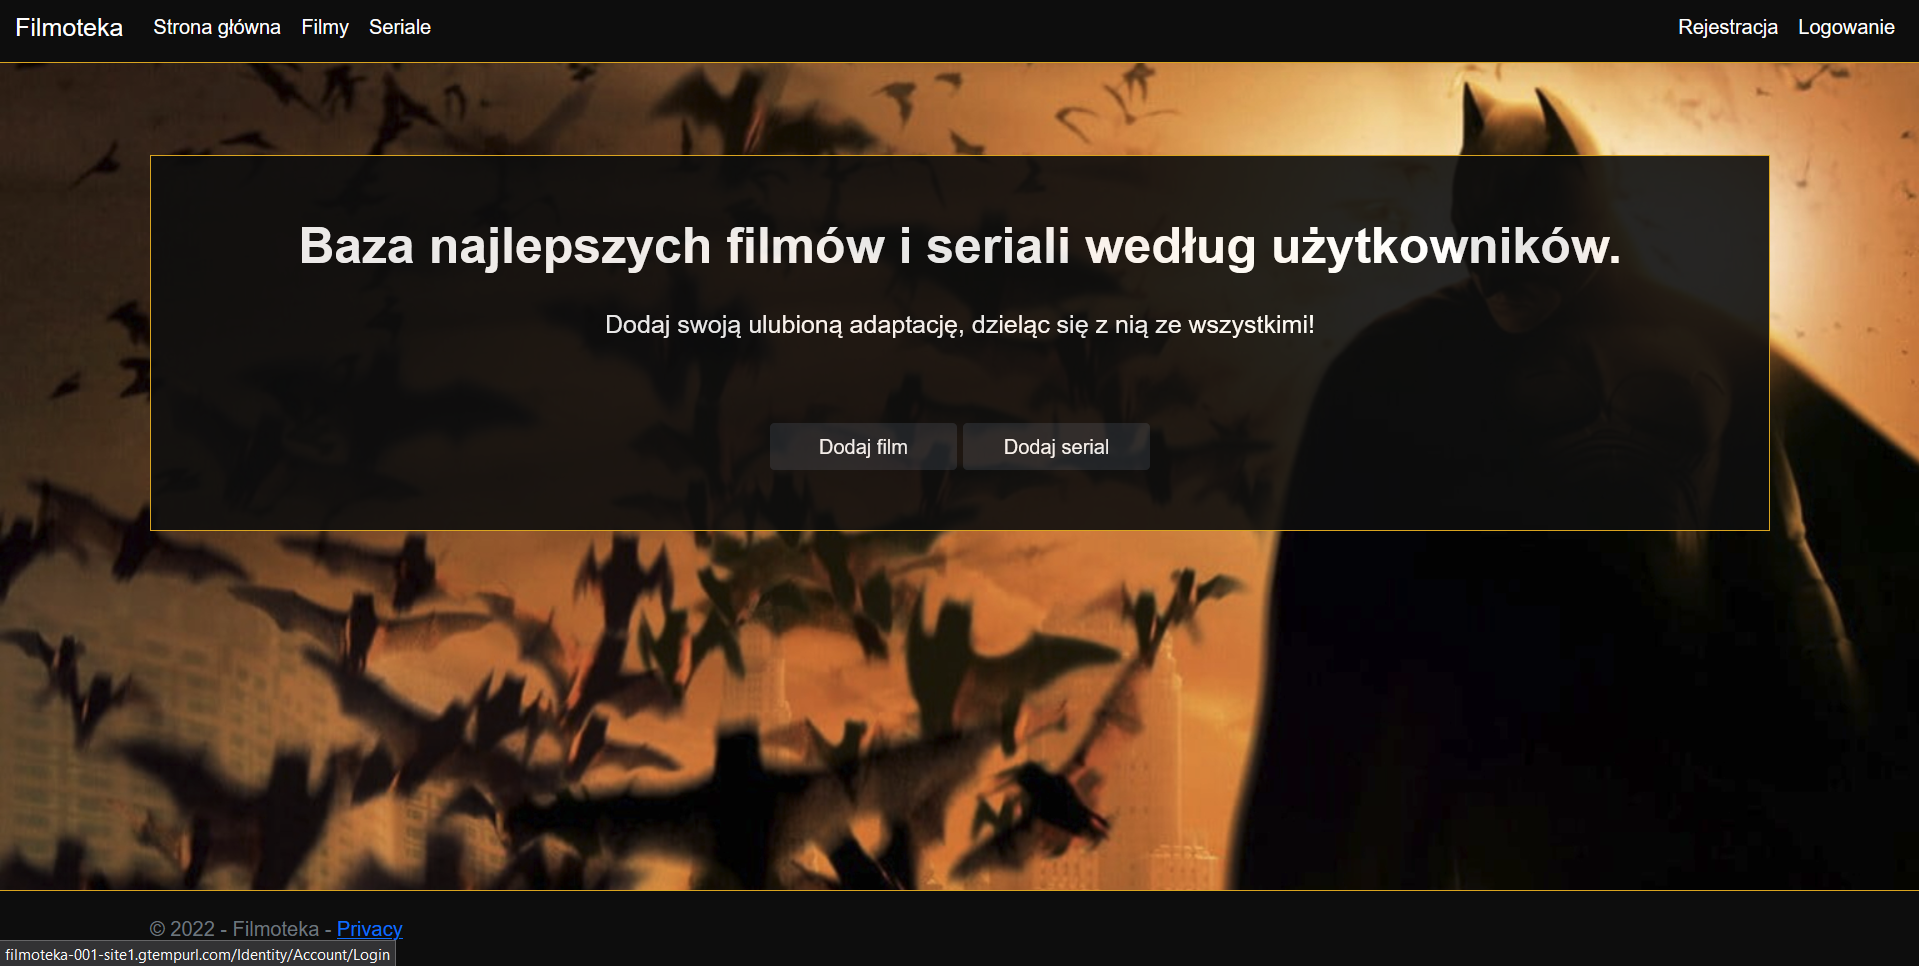 Filmoteka Strona główna Filmy Seriale Rejestracja Logowanie
Baza najlepszych filmów i seriali według użytkowników.
Dodaj swoją ulubioną adaptację, dzieląc się z nią ze wszystkimi!
Dodaj film Dodaj serial
© 2022 - Filmoteka - Privacy
filmoteka-001-site1.gtempurl.com/Identity/Account/Login